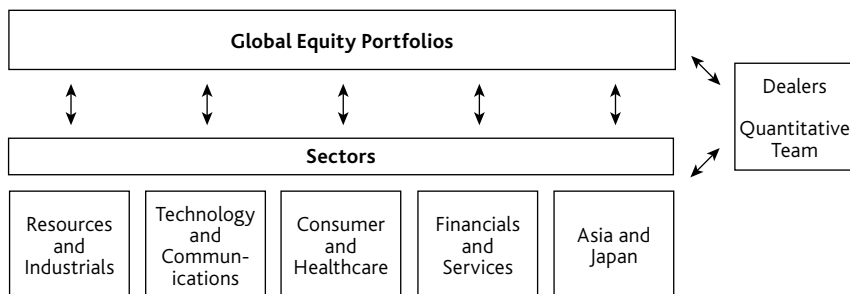 Global Equity Portfolios
Dealers
Quantitative
Team
Sectors
Resources
and
Industrials
Technology
and
Commun-
ications
Consumer
and
Healthcare
Financials
and
Services
Asia and
Japan